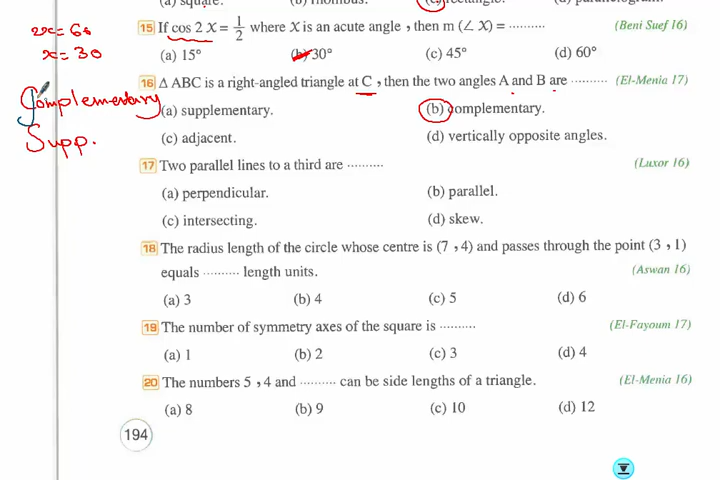 (a) square. (b) rhombus. (c) rectangle. (d) parallelogram.
2x = 60
x = 30
15 If cos 2 X = 1/2 where X is an acute angle , then m (∠ X) = .......... (Beni Suef 16)
(a) 15° (b) 30° (c) 45° (d) 60°
16 Δ ABC is a right-angled triangle at C , then the two angles A and B are .......... (El-Menia 17)
Complementary
(a) supplementary. (b) complementary.
Supp.
(c) adjacent. (d) vertically opposite angles.
17 Two parallel lines to a third are .......... (Luxor 16)
(a) perpendicular. (b) parallel.
(c) intersecting. (d) skew.
18 The radius length of the circle whose centre is (7 , 4) and passes through the point (3 , 1)
equals .......... length units. (Aswan 16)
(a) 3 (b) 4 (c) 5 (d) 6
19 The number of symmetry axes of the square is .......... (El-Fayoum 17)
(a) 1 (b) 2 (c) 3 (d) 4
20 The numbers 5 , 4 and .......... can be side lengths of a triangle. (El-Menia 16)
(a) 8 (b) 9 (c) 10 (d) 12
194